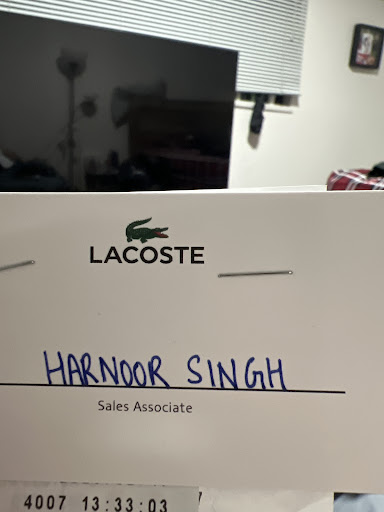 LACOSTE
HARNOOR SINGH
Sales Associate
4007 13:33:03